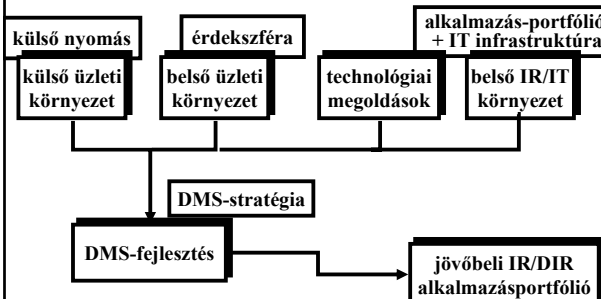 külső nyomás
érdekszféra
alkalmazás-portfólió
+ IT infrastruktúra
külső üzleti
környezet
belső üzleti
környezet
technológiai
megoldások
belső IR/IT
környezet
DMS-stratégia
DMS-fejlesztés
jövőbeli IR/DIR
alkalmazásportfólió